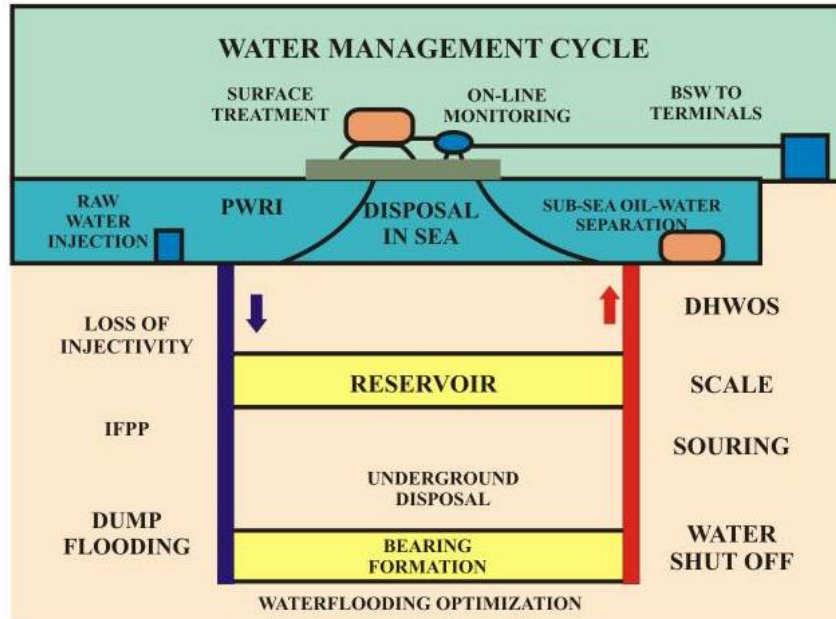 WATER MANAGEMENT CYCLE
SURFACE
TREATMENT
ON-LINE
MONITORING
BSW TO
TERMINALS
RAW
WATER
INJECTION
PWRI
DISPOSAL
IN SEA
SUB-SEA OIL-WATER
SEPARATION
LOSS OF
INJECTIVITY
DHWOS
RESERVOIR
SCALE
IFPP
SOURING
UNDERGROUND
DISPOSAL
DUMP
FLOODING
BEARING
FORMATION
WATER
SHUT OFF
WATERFLOODING OPTIMIZATION